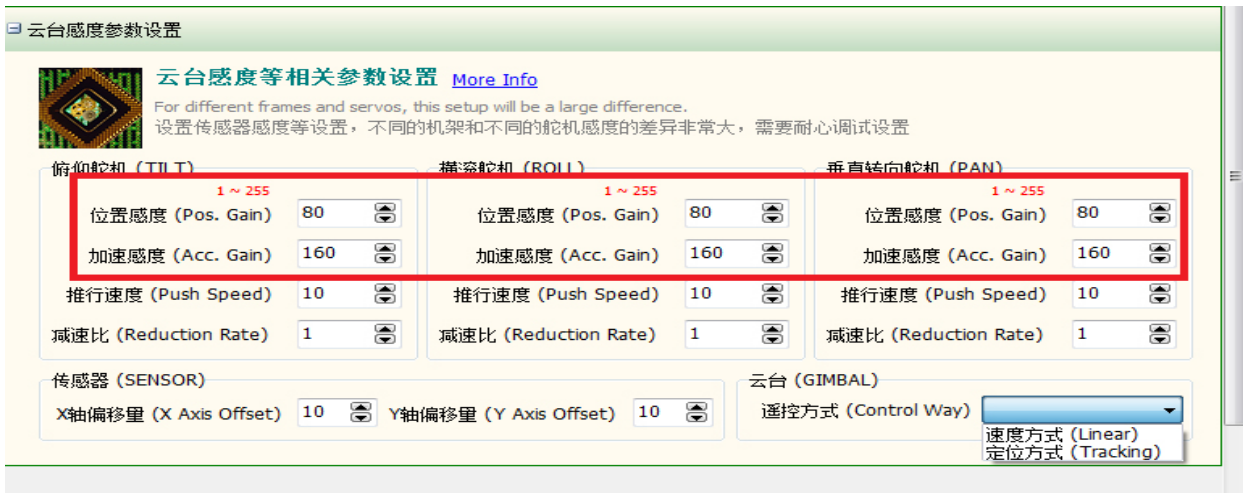 云台感度参数设置
云台感度等相关参数设置 More Info
For different frames and servos, this setup will be a large difference.
设置传感器感度等设置，不同的机架和不同的舵机感度的差异非常大，需要耐心调试设置
俯仰舵机 (TILT) 横滚舵机 (ROLL) 垂直转向舵机 (PAN)
1 ~ 255 1 ~ 255 1 ~ 255
位置感度 (Pos. Gain) 80 位置感度 (Pos. Gain) 80 位置感度 (Pos. Gain) 80
加速感度 (Acc. Gain) 160 加速感度 (Acc. Gain) 160 加速感度 (Acc. Gain) 160
推行速度 (Push Speed) 10 推行速度 (Push Speed) 10 推行速度 (Push Speed) 10
减速比 (Reduction Rate) 1 减速比 (Reduction Rate) 1 减速比 (Reduction Rate) 1
传感器 (SENSOR) 云台 (GIMBAL)
X轴偏移量 (X Axis Offset) 10 Y轴偏移量 (Y Axis Offset) 10 遥控方式 (Control Way)
速度方式 (Linear)
定位方式 (Tracking)